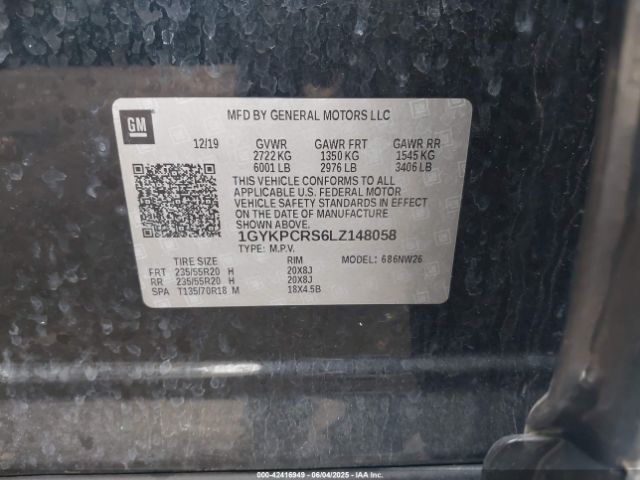 GM
MFD BY GENERAL MOTORS LLC
12/19 GVWR GAWR FRT GAWR RR
2722 KG 1350 KG 1545 KG
6001 LB 2976 LB 3406 LB
THIS VEHICLE CONFORMS TO ALL
APPLICABLE U.S. FEDERAL MOTOR
VEHICLE SAFETY STANDARDS IN EFFECT
ON THE DATE OF MANUFACTURE
SHOWN ABOVE.
1GYKPCRS6LZ148058
TYPE: M.P.V. MODEL: 686NW26
TIRE SIZE RIM
FRT 235/55R20 H 20X8J
RR 235/55R20 H 20X8J
SPA T135/70R18 M 18X4.5B
000-42416949 - 06/04/2025 - IAAI.COM